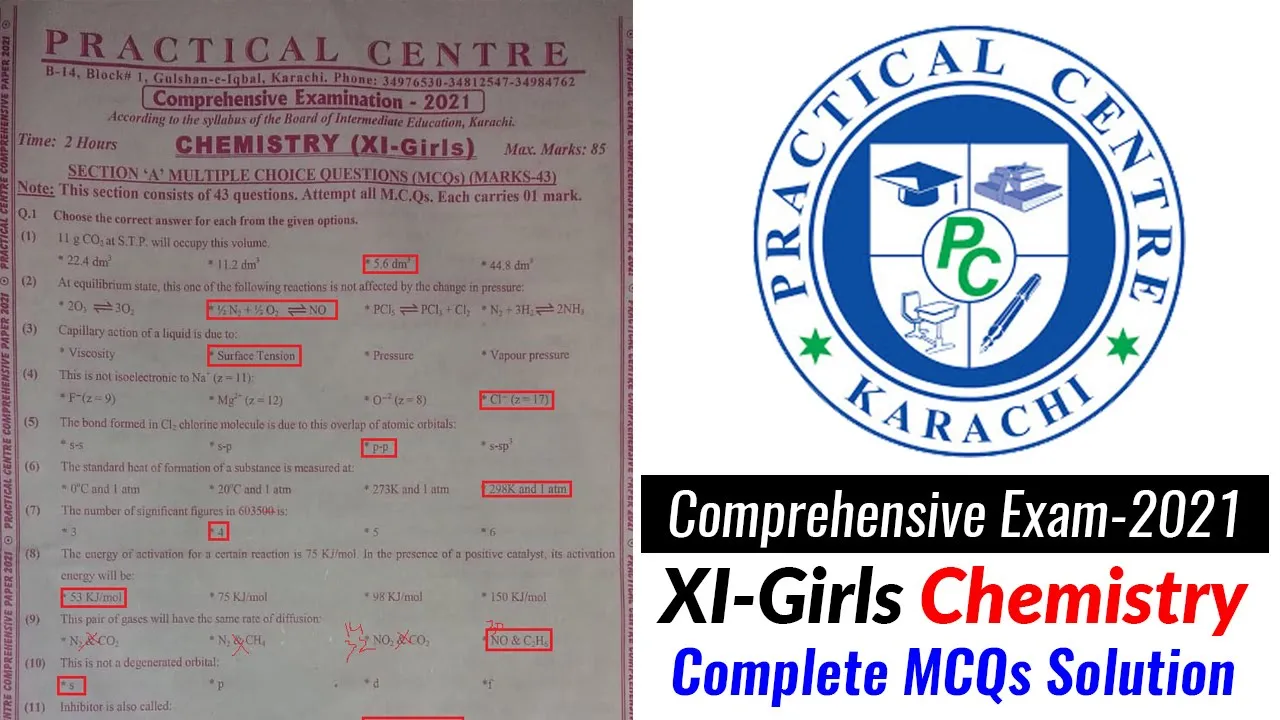 PRACTICAL CENTRE
B-14, Block# 1, Gulshan-e-Iqbal, Karachi. Phone: 34976530-34812547-34984762
Comprehensive Examination - 2021
According to the syllabus of the Board of Intermediate Education, Karachi.
Time: 2 Hours CHEMISTRY (XI-Girls) Max. Marks: 85
SECTION 'A' MULTIPLE CHOICE QUESTIONS (MCQs) (MARKS-43)
Note: This section consists of 43 questions. Attempt all M.C.Qs. Each carries 01 mark.
Q.1 Choose the correct answer for each from the given options.
(1) 11 g CO₂ at S.T.P. will occupy this volume.
* 22.4 dm³ * 11.2 dm³ * 5.6 dm³ * 44.8 dm³
(2) At equilibrium state, this one of the following reactions is not affected by the change in pressure:
* 2O₃ ⇌ 3O₂ * ½ N₂ + ½ O₂ ⇌ NO * PCl₅ ⇌ PCl₃ + Cl₂ * N₂ + 3H₂ ⇌ 2NH₃
(3) Capillary action of a liquid is due to:
* Viscosity * Surface Tension * Pressure * Vapour pressure
(4) This is not isoelectronic to Na⁺ (z = 11):
* F⁻ (z = 9) * Mg²⁺ (z = 12) * O⁻² (z = 8) * Cl⁻ (z = 17)
(5) The bond formed in Cl₂ chlorine molecule is due to this overlap of atomic orbitals:
* s-s * s-p * p-p * s-sp³
(6) The standard heat of formation of a substance is measured at:
* 0°C and 1 atm * 20°C and 1 atm * 273K and 1 atm * 298K and 1 atm
(7) The number of significant figures in 603500 is:
* 3 * 4 * 5 * 6
(8) The energy of activation for a certain reaction is 75 KJ/mol. In the presence of a positive catalyst, its activation
energy will be:
* 53 KJ/mol * 75 KJ/mol * 98 KJ/mol * 150 KJ/mol
(9) This pair of gases will have the same rate of diffusion:
30
* N₂ & CO₂ * N₂ & CH₄ * NO₂ & CO₂ * NO & C₂H₆
(10) This is not a degenerated orbital:
* s * p * d * f
(11) Inhibitor is also called:
PRACTICAL CENTRE COMPREHENSIVE PAPER 2021
PRACTICAL CENTRE
PC
KARACHI
Comprehensive Exam-2021
XI-Girls Chemistry
Complete MCQs Solution